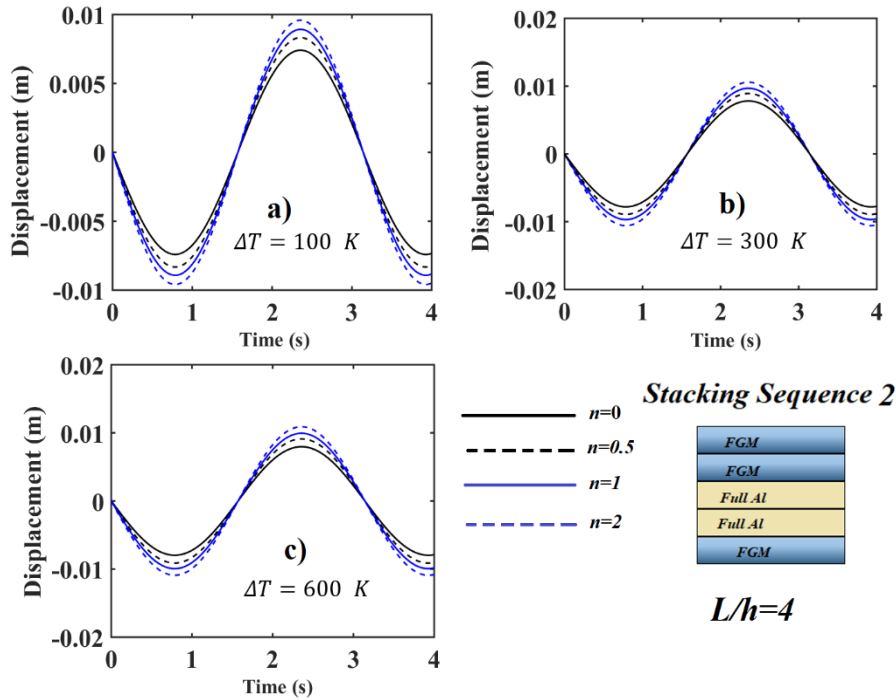 0.01
0.005
0
-0.005
-0.01
Displacement (m)
a)
ΔT = 100 K
0 1 2 3 4
Time (s)
0.02
0.01
0
-0.01
-0.02
Displacement (m)
b)
ΔT = 300 K
0 1 2 3 4
Time (s)
0.02
0.01
0
-0.01
-0.02
Displacement (m)
c)
ΔT = 600 K
0 1 2 3 4
Time (s)
n=0
n=0.5
n=1
n=2
Stacking Sequence 2
FGM
FGM
Full Al
Full Al
FGM
L/h=4